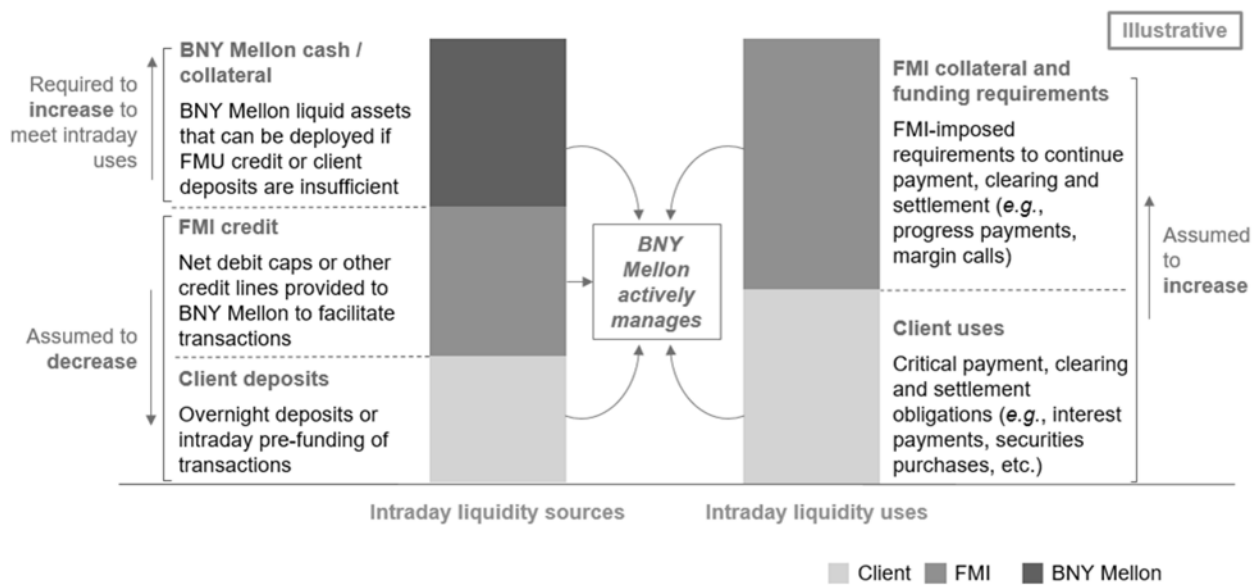 Illustrative
Required to
increase to
meet intraday
uses
BNY Mellon cash /
collateral
BNY Mellon liquid assets
that can be deployed if
FMU credit or client
deposits are insufficient
Assumed to
decrease
FMI credit
Net debit caps or other
credit lines provided to
BNY Mellon to facilitate
transactions
Client deposits
Overnight deposits or
intraday pre-funding of
transactions
BNY
Mellon
actively
manages
FMI collateral and
funding requirements
FMI-imposed
requirements to continue
payment, clearing and
settlement (e.g.,
progress payments,
margin calls)
Client uses
Critical payment, clearing
and settlement
obligations (e.g., interest
payments, securities
purchases, etc.)
Assumed
to
increase
Intraday liquidity sources
Intraday liquidity uses
Client
FMI
BNY Mellon